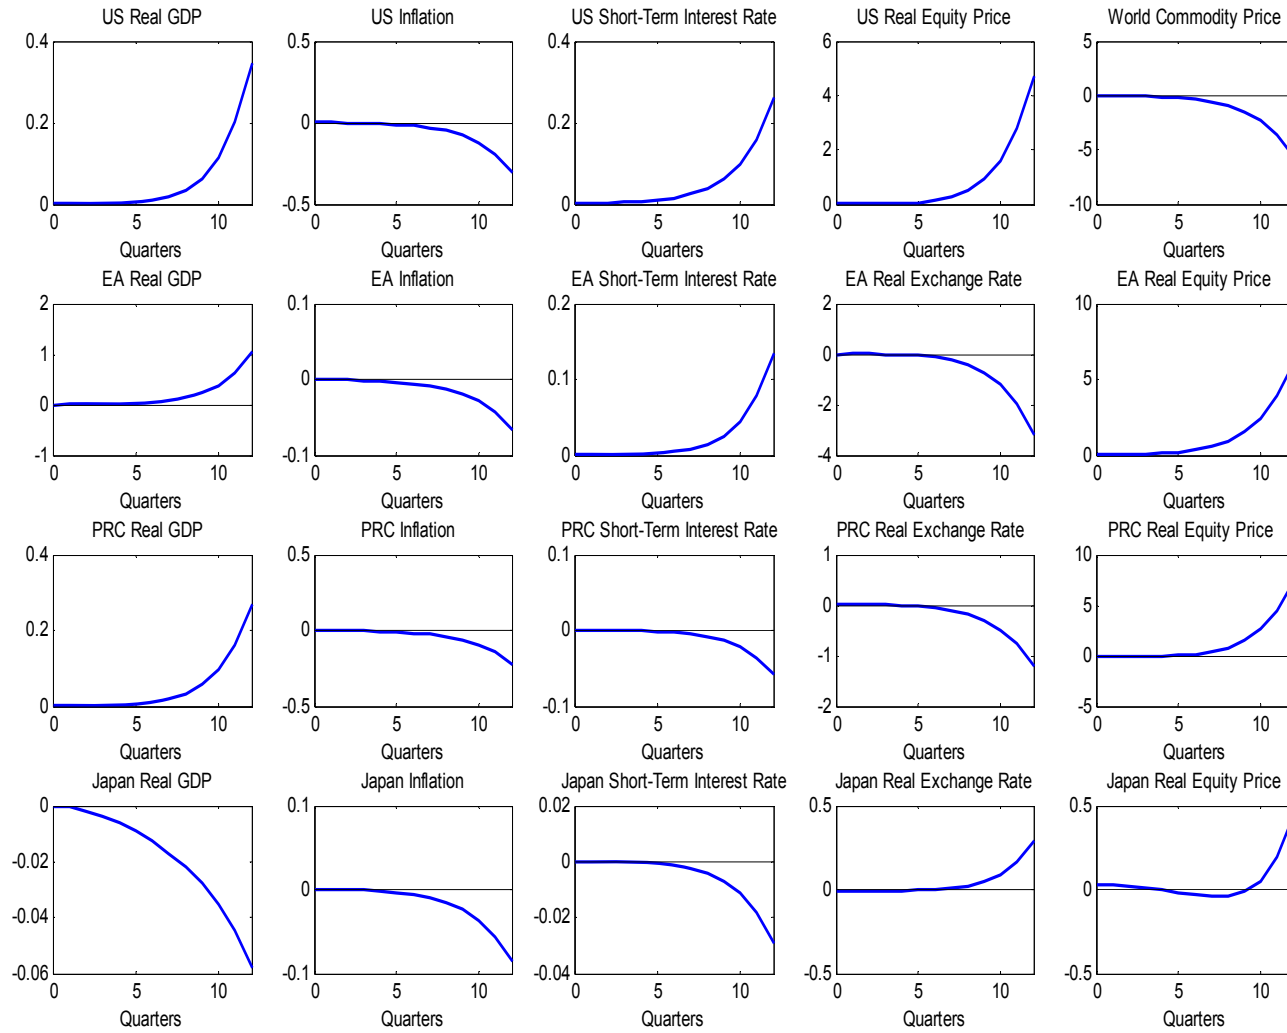 US Real GDP
0.4
0.2
0
0 5 10
Quarters
US Inflation
0.5
0
-0.5
0 5 10
Quarters
US Short-Term Interest Rate
0.4
0.2
0
0 5 10
Quarters
US Real Equity Price
6
4
2
0
0 5 10
Quarters
World Commodity Price
5
0
-5
-10
0 5 10
Quarters
EA Real GDP
2
1
0
-1
0 5 10
Quarters
EA Inflation
0.1
0
-0.1
0 5 10
Quarters
EA Short-Term Interest Rate
0.2
0.1
0
0 5 10
Quarters
EA Real Exchange Rate
2
0
-2
-4
0 5 10
Quarters
EA Real Equity Price
10
5
0
0 5 10
Quarters
PRC Real GDP
0.4
0.2
0
0 5 10
Quarters
PRC Inflation
0.5
0
-0.5
0 5 10
Quarters
PRC Short-Term Interest Rate
0.1
0
-0.1
0 5 10
Quarters
PRC Real Exchange Rate
1
0
-1
-2
0 5 10
Quarters
PRC Real Equity Price
10
5
0
-5
0 5 10
Quarters
Japan Real GDP
0
-0.02
-0.04
-0.06
0 5 10
Quarters
Japan Inflation
0.1
0
-0.1
0 5 10
Quarters
Japan Short-Term Interest Rate
0.02
0
-0.02
-0.04
0 5 10
Quarters
Japan Real Exchange Rate
0.5
0
-0.5
0 5 10
Quarters
Japan Real Equity Price
0.5
0
-0.5
0 5 10
Quarters